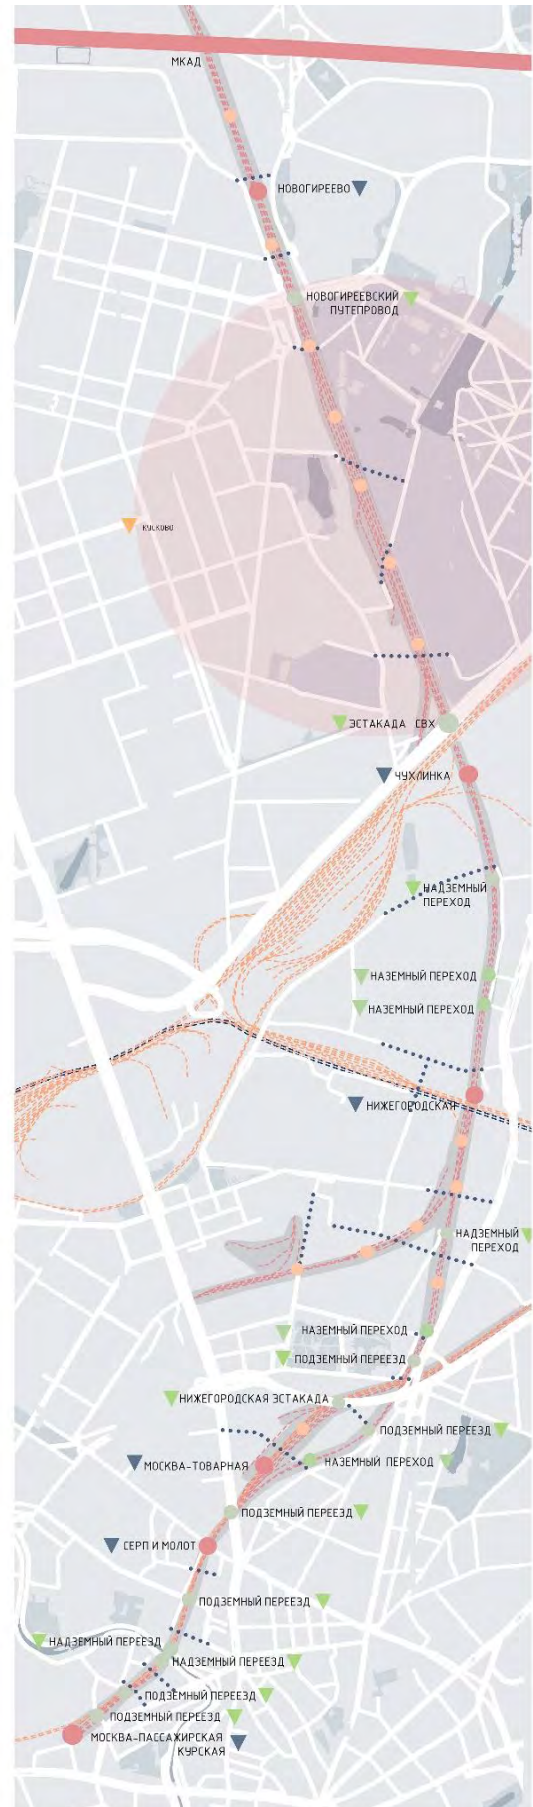 МКАД
НОВОГИРЕЕВО
НОВОГИРЕЕВСКИЙ
ПУТЕПРОВОД
КУСКОВО
ЭСТАКАДА СВХ
ЧУХЛИНКА
НАДЗЕМНЫЙ
ПЕРЕХОД
НАЗЕМНЫЙ ПЕРЕХОД
НАЗЕМНЫЙ ПЕРЕХОД
НИЖЕГОРОДСКАЯ
НАДЗЕМНЫЙ
ПЕРЕХОД
НАЗЕМНЫЙ ПЕРЕХОД
ПОДЗЕМНЫЙ ПЕРЕЕЗД
НИЖЕГОРОДСКАЯ ЭСТАКАДА
ПОДЗЕМНЫЙ ПЕРЕЕЗД
МОСКВА-ТОВАРНАЯ
НАЗЕМНЫЙ ПЕРЕХОД
ПОДЗЕМНЫЙ ПЕРЕЕЗД
СЕРП И МОЛОТ
ПОДЗЕМНЫЙ ПЕРЕЕЗД
НАДЗЕМНЫЙ ПЕРЕЕЗД
НАДЗЕМНЫЙ ПЕРЕЕЗД
ПОДЗЕМНЫЙ ПЕРЕЕЗД
ПОДЗЕМНЫЙ ПЕРЕЕЗД
МОСКВА-ПАССАЖИРСКАЯ
КУРСКАЯ